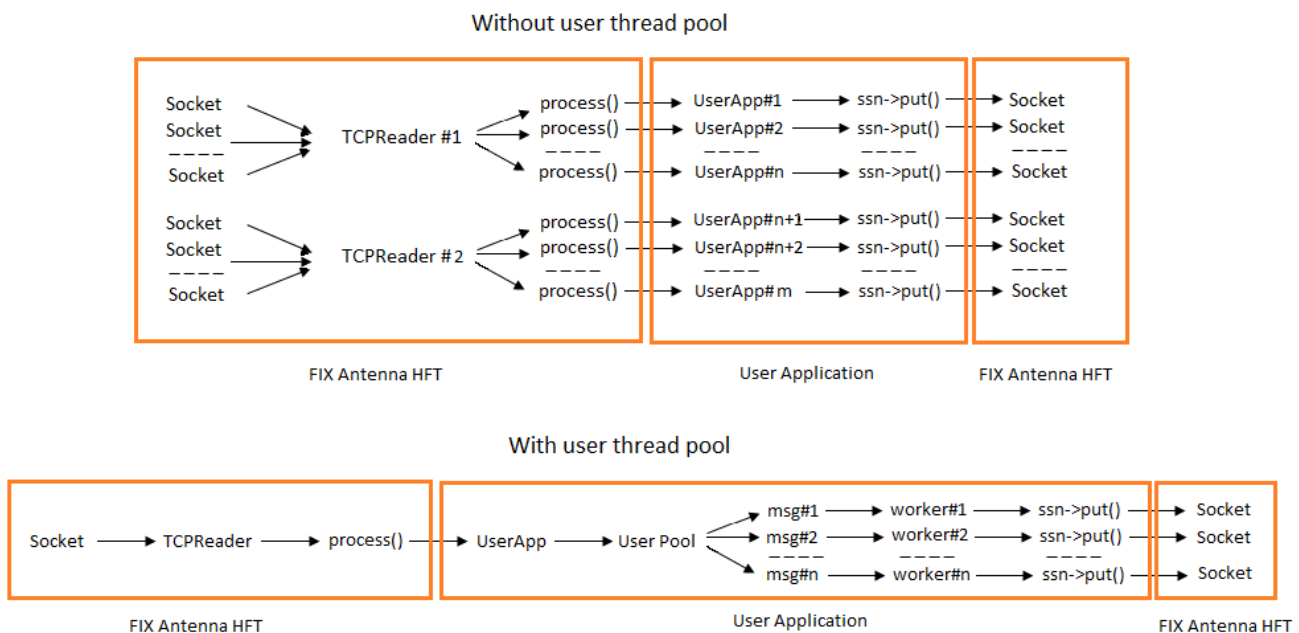 Without user thread pool
Socket process() UserApp#1 ssn->put() Socket
Socket TCPReader #1 process() UserApp#2 ssn->put() Socket
_ _ _ _ _ _ _ _ _ _ _ _ _ _ _ _ _ _ _ _
Socket process() UserApp#n ssn->put() Socket
Socket process() UserApp#n+1 ssn->put() Socket
Socket TCPReader #2 process() UserApp#n+2 ssn->put() Socket
_ _ _ _ _ _ _ _ _ _ _ _ _ _ _ _ _ _ _ _
Socket process() UserApp#m ssn->put() Socket
FIX Antenna HFT User Application FIX Antenna HFT
With user thread pool
msg#1 worker#1 ssn->put() Socket
Socket TCPReader process() UserApp User Pool msg#2 worker#2 ssn->put() Socket
_ _ _ _ _ _ _ _ _ _ _ _
msg#n worker#n ssn->put() Socket
FIX Antenna HFT User Application FIX Antenna HFT